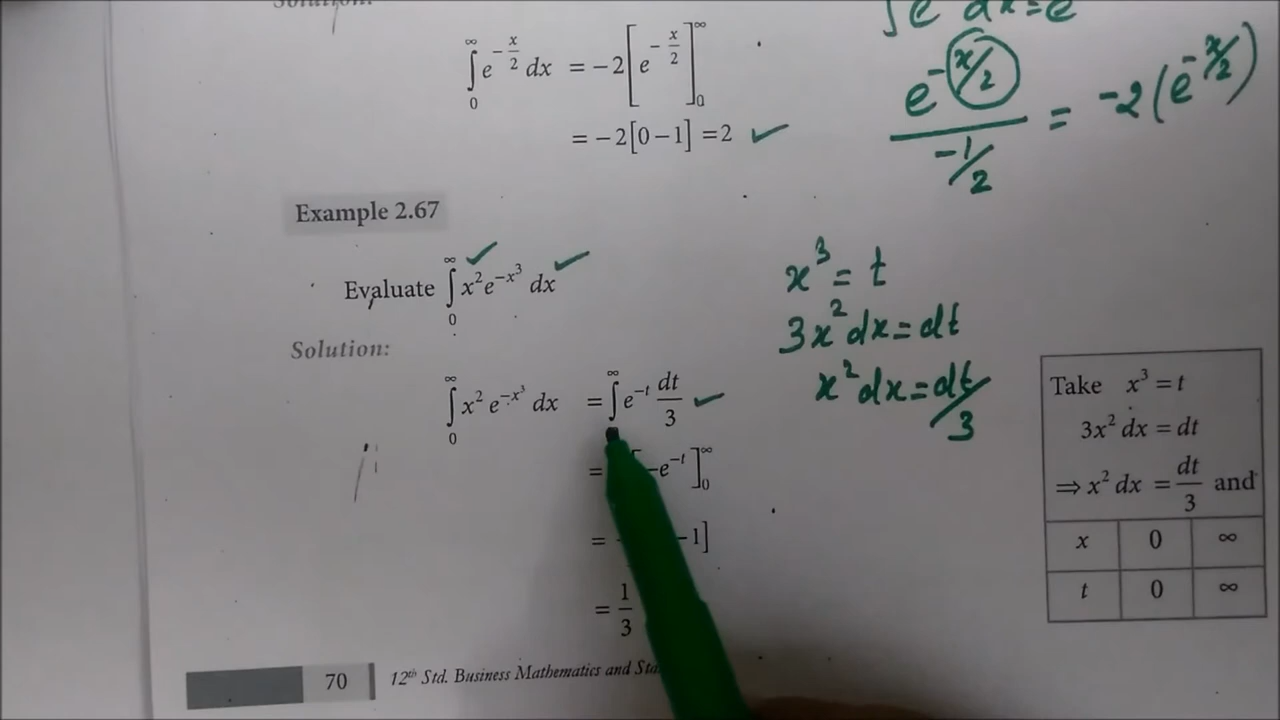 ∫e dx = e
∞∫0 e^(-x/2) dx = -2[e^(-x/2)]∞0
e^(-x/2) / (-1/2) = -2(e^(-x/2))
= -2[0-1] = 2 ✓
Example 2.67
Evaluate ∞∫0 x²e^(-x³) dx
x³ = t
3x²dx = dt
x²dx = dt/3
Solution:
∞∫0 x² e^(-x³) dx = ∞∫ e^(-t) dt/3 ✓
= e^(-t)]∞0
= -1]
= 1/3
Take x³ = t
3x² dx = dt
⇒ x² dx = dt/3 and
x 0 ∞
t 0 ∞
70 12th Std. Business Mathematics and